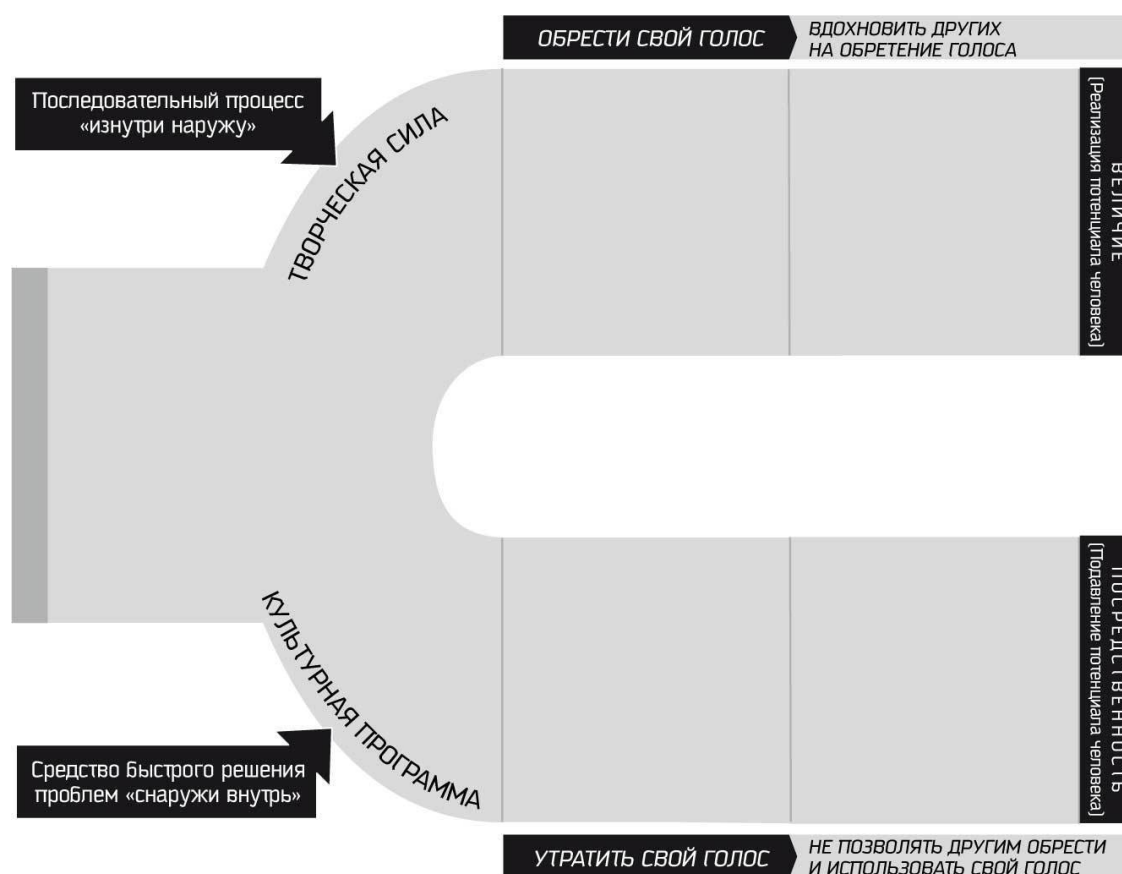 ОБРЕСТИ СВОЙ ГОЛОС
ВДОХНОВИТЬ ДРУГИХ
НА ОБРЕТЕНИЕ ГОЛОСА
Последовательный процесс
«изнутри наружу»
ТВОРЧЕСКАЯ СИЛА
ВЕЛИЧИЕ
(Реализация потенциала человека)
КУЛЬТУРНАЯ ПРОГРАММА
Средство быстрого решения
проблем «снаружи внутрь»
ПОСРЕДСТВЕННОСТЬ
(Подавление потенциала человека)
УТРАТИТЬ СВОЙ ГОЛОС
НЕ ПОЗВОЛЯТЬ ДРУГИМ ОБРЕСТИ
И ИСПОЛЬЗОВАТЬ СВОЙ ГОЛОС